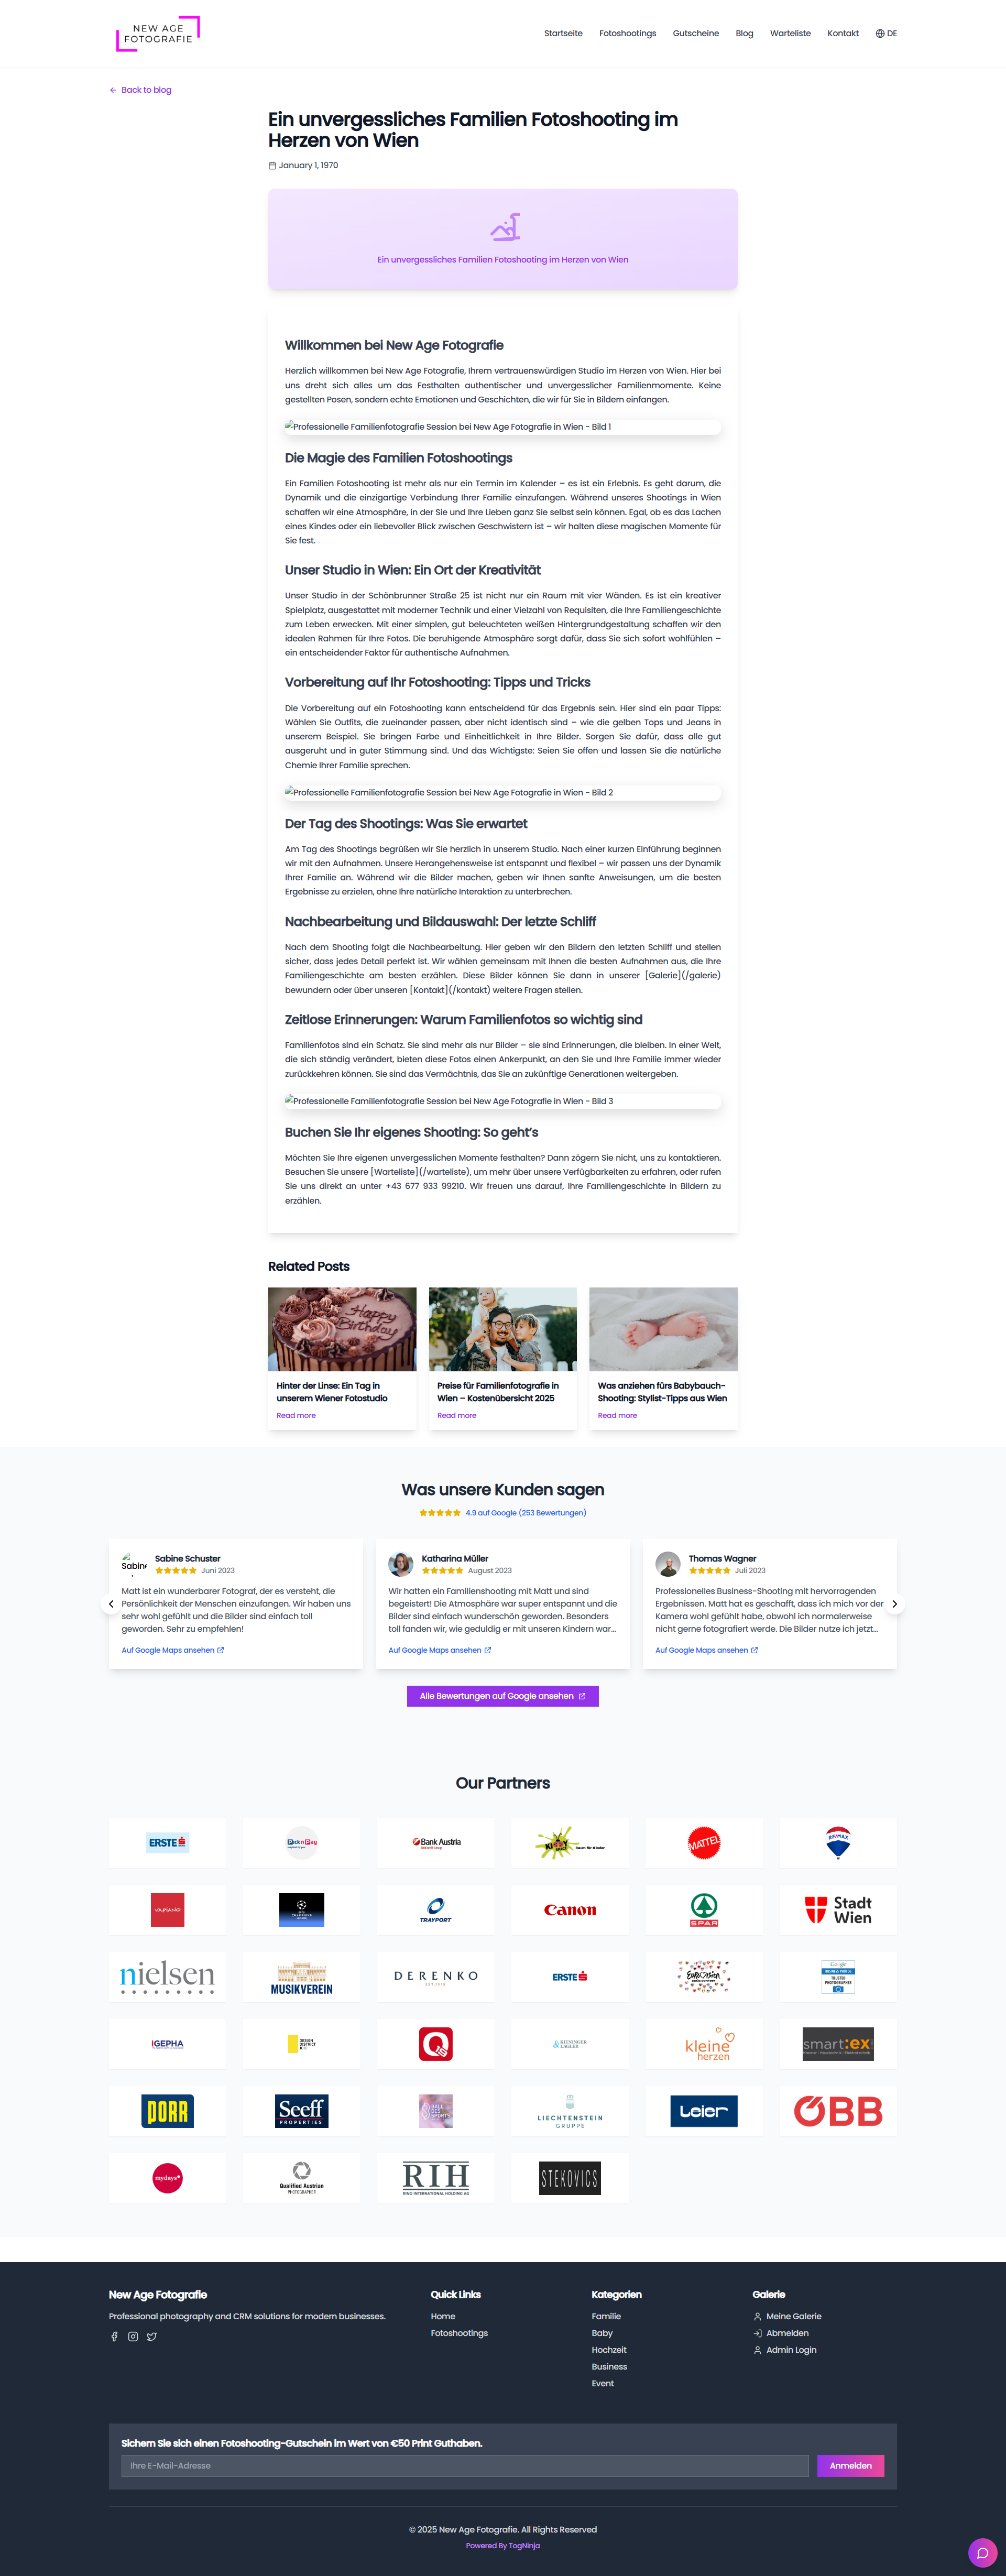 NEW AGE
FOTOGRAFIE
Startseite
Fotoshootings
Gutscheine
Blog
Warteliste
Kontakt
DE
Back to blog
Ein unvergessliches Familien Fotoshooting im
Herzen von Wien
January 1, 1970
Ein unvergessliches Familien Fotoshooting im Herzen von Wien
Willkommen bei New Age Fotografie
Herzlich willkommen bei New Age Fotografie, Ihrem vertrauenswürdigen Studio im Herzen von Wien. Hier bei
uns dreht sich alles um das Festhalten authentischer und unvergesslicher Familienmomente. Keine
gestellten Posen, sondern echte Emotionen und Geschichten, die wir für Sie in Bildern einfangen.
Professionelle Familienfotografie Session bei New Age Fotografie in Wien - Bild 1
Die Magie des Familien Fotoshootings
Ein Familien Fotoshooting ist mehr als nur ein Termin im Kalender – es ist ein Erlebnis. Es geht darum, die
Dynamik und die einzigartige Verbindung Ihrer Familie einzufangen. Während unseres Shootings in Wien
schaffen wir eine Atmosphäre, in der Sie und Ihre Lieben ganz Sie selbst sein können. Egal, ob es das Lachen
eines Kindes oder ein liebevoller Blick zwischen Geschwistern ist – wir halten diese magischen Momente für
Sie fest.
Unser Studio in Wien: Ein Ort der Kreativität
Unser Studio in der Schönbrunner Straße 25 ist nicht nur ein Raum mit vier Wänden. Es ist ein kreativer
Spielplatz, ausgestattet mit moderner Technik und einer Vielzahl von Requisiten, die Ihre Familiengeschichte
zum Leben erwecken. Mit einer simplen, gut beleuchteten weißen Hintergrundgestaltung schaffen wir den
idealen Rahmen für Ihre Fotos. Die beruhigende Atmosphäre sorgt dafür, dass Sie sich sofort wohlfühlen –
ein entscheidender Faktor für authentische Aufnahmen.
Vorbereitung auf Ihr Fotoshooting: Tipps und Tricks
Die Vorbereitung auf ein Fotoshooting kann entscheidend für das Ergebnis sein. Hier sind ein paar Tipps:
Wählen Sie Outfits, die zueinander passen, aber nicht identisch sind – wie die gelben Tops und Jeans in
unserem Beispiel. Sie bringen Farbe und Einheitlichkeit in Ihre Bilder. Sorgen Sie dafür, dass alle gut
ausgeruht und in guter Stimmung sind. Und das Wichtigste: Seien Sie offen und lassen Sie die natürliche
Chemie Ihrer Familie sprechen.
Professionelle Familienfotografie Session bei New Age Fotografie in Wien - Bild 2
Der Tag des Shootings: Was Sie erwartet
Am Tag des Shootings begrüßen wir Sie herzlich in unserem Studio. Nach einer kurzen Einführung beginnen
wir mit den Aufnahmen. Unsere Herangehensweise ist entspannt und flexibel – wir passen uns der Dynamik
Ihrer Familie an. Während wir die Bilder machen, geben wir Ihnen sanfte Anweisungen, um die besten
Ergebnisse zu erzielen, ohne Ihre natürliche Interaktion zu unterbrechen.
Nachbearbeitung und Bildauswahl: Der letzte Schliff
Nach dem Shooting folgt die Nachbearbeitung. Hier geben wir den Bildern den letzten Schliff und stellen
sicher, dass jedes Detail perfekt ist. Wir wählen gemeinsam mit Ihnen die besten Aufnahmen aus, die Ihre
Familiengeschichte am besten erzählen. Diese Bilder können Sie dann in unserer [Galerie](/galerie)
bewundern oder über unseren [Kontakt](/kontakt) weitere Fragen stellen.
Zeitlose Erinnerungen: Warum Familienfotos so wichtig sind
Familienfotos sind ein Schatz. Sie sind mehr als nur Bilder – sie sind Erinnerungen, die bleiben. In einer Welt,
die sich ständig verändert, bieten diese Fotos einen Ankerpunkt, an den Sie und Ihre Familie immer wieder
zurückkehren können. Sie sind das Vermächtnis, das Sie an zukünftige Generationen weitergeben.
Professionelle Familienfotografie Session bei New Age Fotografie in Wien - Bild 3
Buchen Sie Ihr eigenes Shooting: So geht's
Möchten Sie Ihre eigenen unvergesslichen Momente festhalten? Dann zögern Sie nicht, uns zu kontaktieren.
Besuchen Sie unsere [Warteliste](/warteliste), um mehr über unsere Verfügbarkeiten zu erfahren, oder rufen
Sie uns direkt an unter +43 677 933 99210. Wir freuen uns darauf, Ihre Familiengeschichte in Bildern zu
erzählen.
Related Posts
Happy
Birthday
Hinter der Linse: Ein Tag in
unserem Wiener Fotostudio
Read more
Preise für Familienfotografie in
Wien – Kostenübersicht 2025
Read more
Was anziehen fürs Babybauch-
Shooting: Stylist-Tipps aus Wien
Read more
Was unsere Kunden sagen
4.9 auf Google (253 Bewertungen)
Sabine
Sabine Schuster
Juni 2023
Matt ist ein wunderbarer Fotograf, der es versteht, die
Persönlichkeit der Menschen einzufangen. Wir haben uns
sehr wohl gefühlt und die Bilder sind einfach toll
geworden. Sehr zu empfehlen!
Auf Google Maps ansehen
Katharina Müller
August 2023
Wir hatten ein Familienshooting mit Matt und sind
begeistert! Die Atmosphäre war super entspannt und die
Bilder sind einfach wunderschön geworden. Besonders
toll fanden wir, wie geduldig er mit unseren Kindern war...
Auf Google Maps ansehen
Thomas Wagner
Juli 2023
Professionelles Business-Shooting mit hervorragenden
Ergebnissen. Matt hat es geschafft, dass ich mich vor der
Kamera wohl gefühlt habe, obwohl ich normalerweise
nicht gerne fotografiert werde. Die Bilder nutze ich jetzt...
Auf Google Maps ansehen
Alle Bewertungen auf Google ansehen
Our Partners
ERSTE
Pick n Pay
Bank Austria
MATTEL
RE/MAX
VAPIANO
TRAYPORT
Canon
SPAR
Stadt
Wien
nielsen
MUSIKVEREIN
DERENKO
ERSTE
EUROVISION
Google
BUSINESS PHOTOS
TRUSTED
PHOTOGRAPHER
IGEPHA
DESIGN
DISTRICT
KIENINGER
& LAGLER
kleine
herzen
smart:ex
PORR
Seeff
PROPERTIES
BALL
DES
SPORTS
LIECHTENSTEIN
GRUPPE
Leier
ÖBB
mydays
Qualified Austrian
PHOTOGRAPHER
RIH
RING INTERNATIONAL HOLDING AG
STEKOVICS
New Age Fotografie
Professional photography and CRM solutions for modern businesses.
Quick Links
Home
Fotoshootings
Kategorien
Familie
Baby
Hochzeit
Business
Event
Galerie
Meine Galerie
Abmelden
Admin Login
Sichern Sie sich einen Fotoshooting-Gutschein im Wert von €50 Print Guthaben.
Ihre E-Mail-Adresse
Anmelden
© 2025 New Age Fotografie. All Rights Reserved
Powered By TogNinja